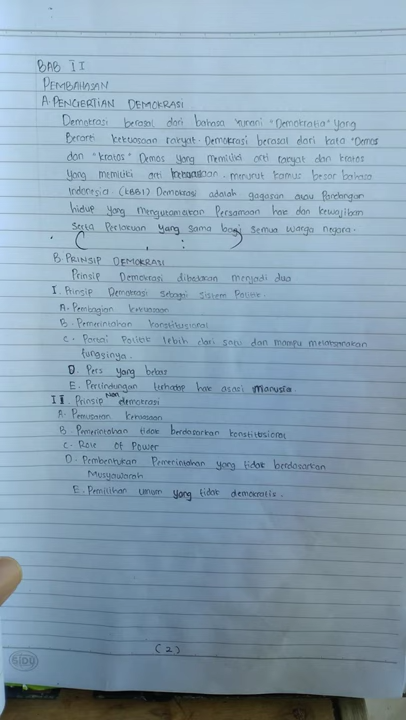 BAB II
PEMBAHASAN
A. PENGERTIAN DEMOKRASI
Demokrasi berasal dari bahasa Yunani "Demokratia" yang
Berarti kekuasaan rakyat. Demokrasi berasal dari kata "Demos
dan "kratos" Demos yang memiliki arti rakyat dan kratos
yang memiliki arti kekuasaan. menurut kamus besar bahasa
Indonesia (KBBI) Demokrasi adalah gagasan atau Pandangan
hidup yang mengutamakan Persamaan hak dan kewajiban
serta Perlakuan yang sama bagi semua warga negara.
B. PRINSIP DEMOKRASI
Prinsip Demokrasi dibedakan menjadi dua
I. Prinsip Demokrasi sebagai sistem Politik.
A. Pembagian kekuasaan
B. Pemerintahan konstitusional
C. Partai Politik lebih dari satu dan mampu melaksanakan
fungsinya.
D. Pers yang bebas
E. Perlindungan terhadap hak asasi manusia
II. Prinsip Non demokrasi
A. Pemusatan kekuasaan
B. Pemerintahan tidak berdasarkan konstitusional
C. Role of Power
D. Pembentukan Pemerintahan yang tidak berdasarkan
Musyawarah
E. Pemilihan umum yang tidak demokratis.
(2)
SIDU